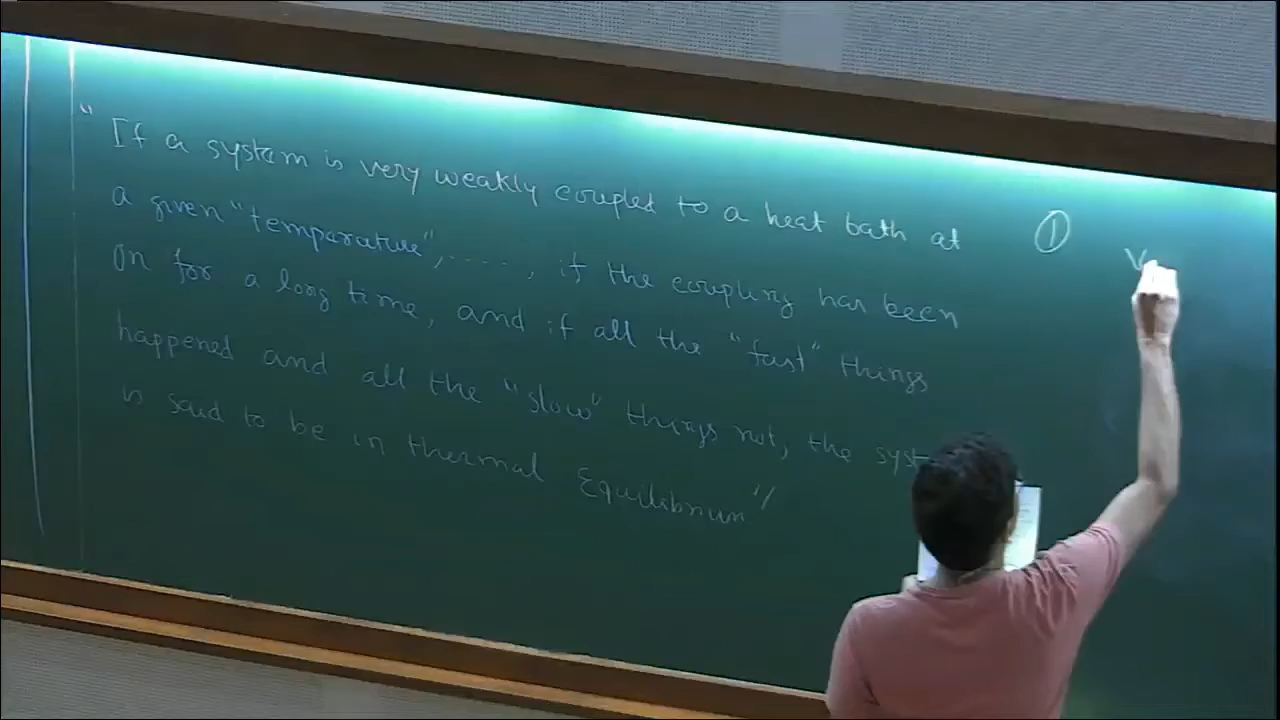 "If a system is very weakly coupled to a heat bath at
a given "temperature", ....., if the coupling has been
on for a long time, and if all the "fast" things
happened and all the "slow" things not, the syst
is said to be in thermal Equilibrium"
①